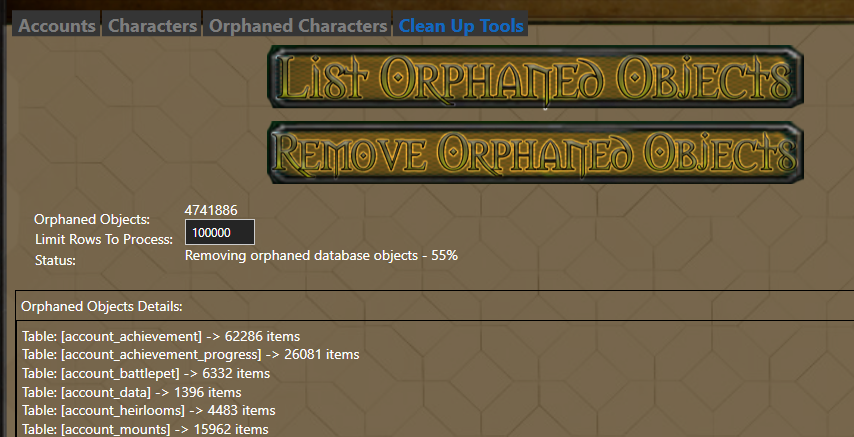 Accounts Characters Orphaned Characters Clean Up Tools
List Orphaned Objects
Remove Orphaned Objects
Orphaned Objects: 4741886
Limit Rows To Process: 100000
Status: Removing orphaned database objects - 55%
Orphaned Objects Details:
Table: [account_achievement] -> 62286 items
Table: [account_achievement_progress] -> 26081 items
Table: [account_battlepet] -> 6332 items
Table: [account_data] -> 1396 items
Table: [account_heirlooms] -> 4483 items
Table: [account_mounts] -> 15962 items